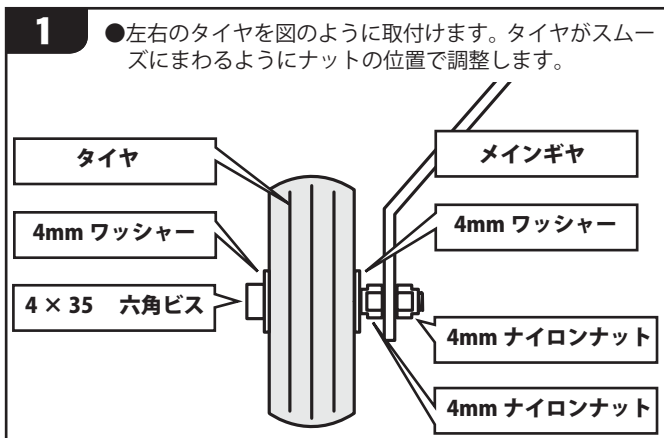 1
●左右のタイヤを図のように取付けます。タイヤがスムー
ズにまわるようにナットの位置で調整します。
タイヤ
メインギヤ
4mm ワッシャー
4mm ワッシャー
4 × 35　六角ビス
4mm ナイロンナット
4mm ナイロンナット